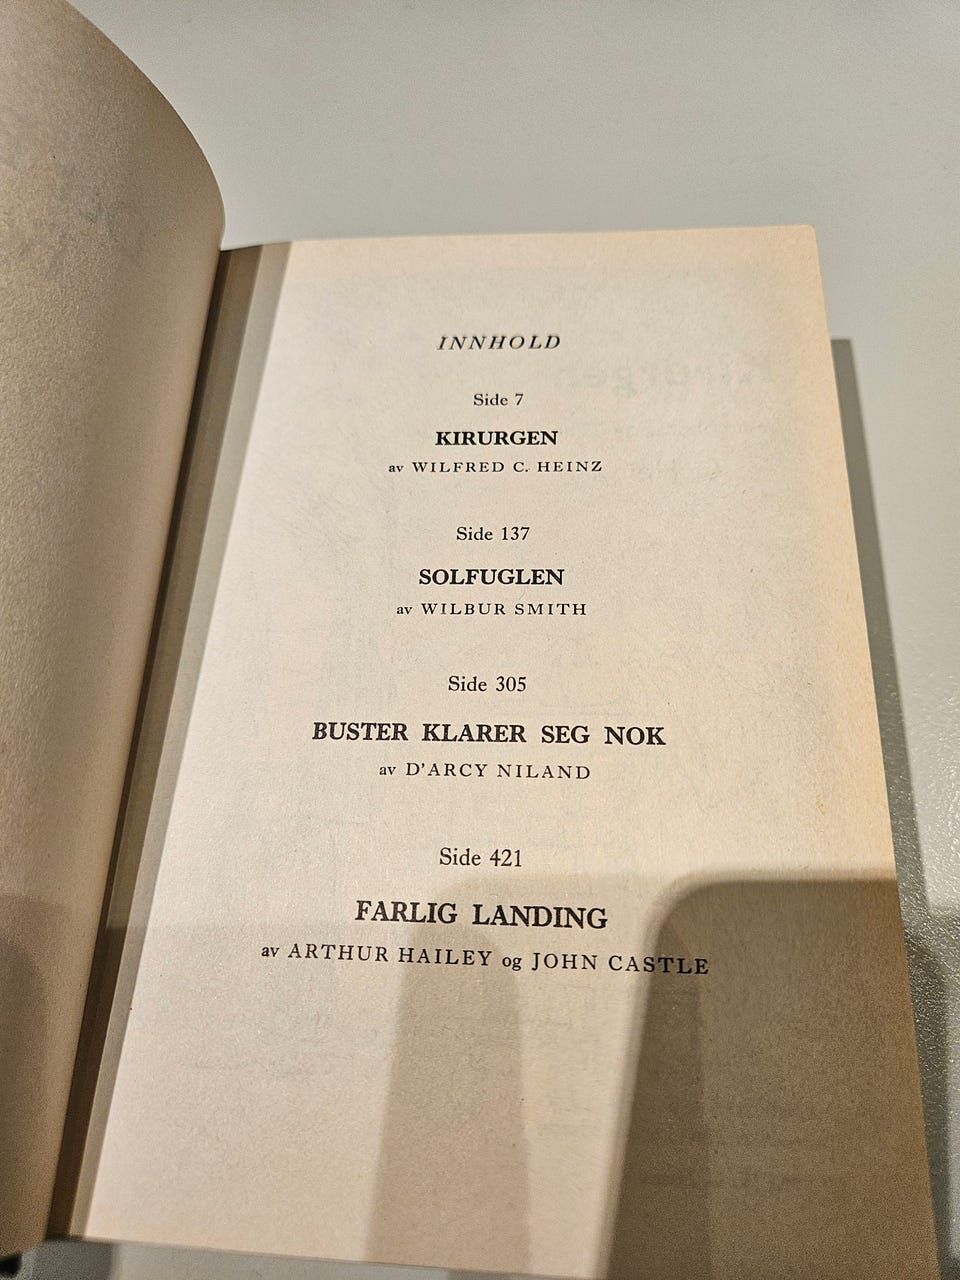 INNHOLD
Side 7
KIRURGEN
av WILFRED C. HEINZ
Side 137
SOLFUGLEN
av WILBUR SMITH
Side 305
BUSTER KLARER SEG NOK
av D'ARCY NILAND
Side 421
FARLIG LANDING
av ARTHUR HAILEY og JOHN CASTLE